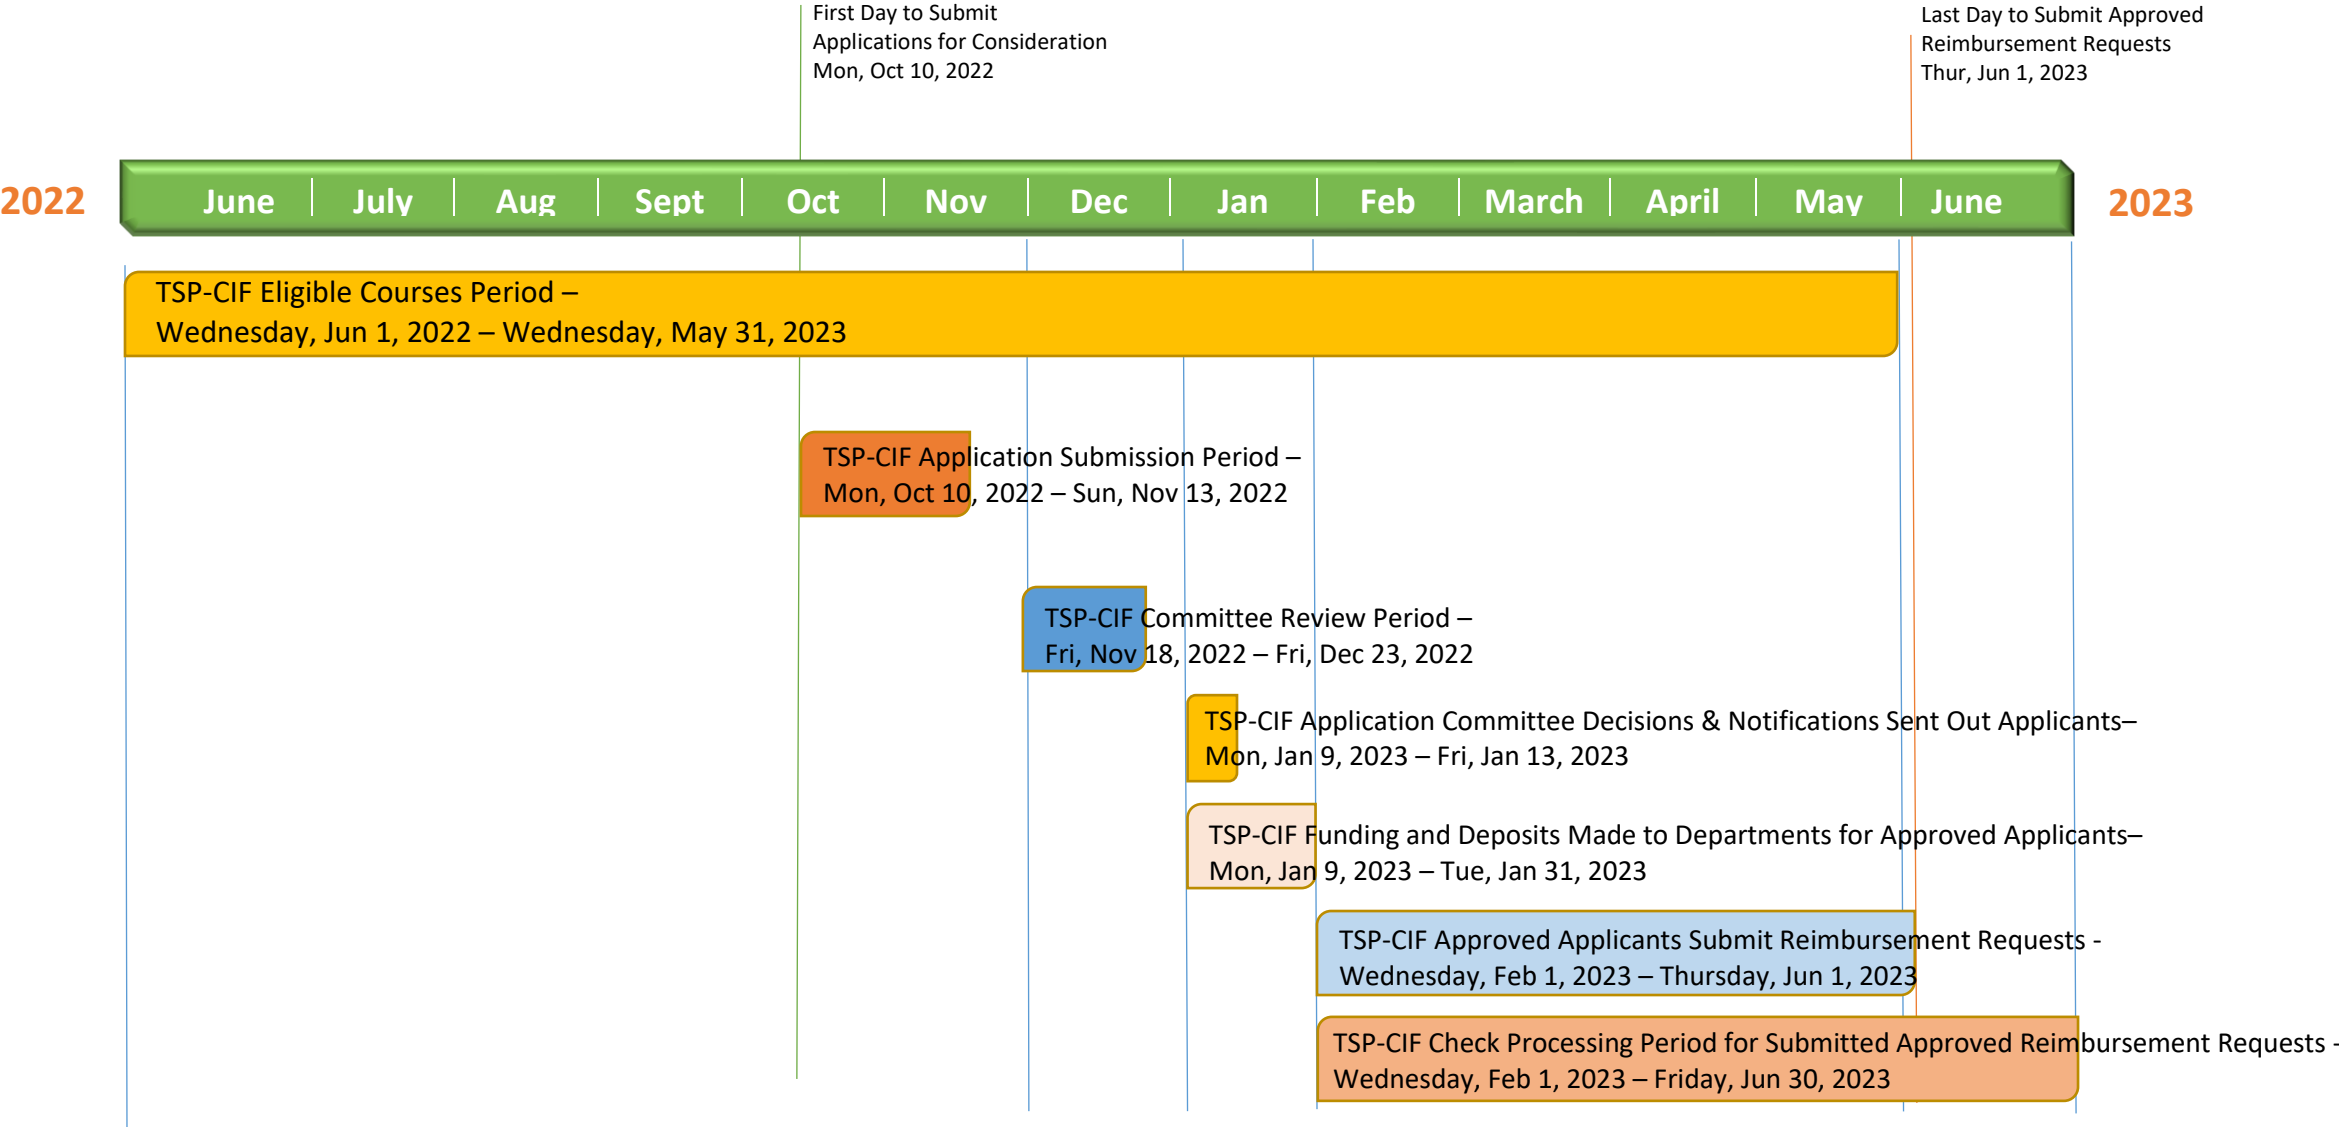 First Day to Submit
Applications for Consideration
Mon, Oct 10, 2022
Last Day to Submit Approved
Reimbursement Requests
Thur, Jun 1, 2023
2022 June July Aug Sept Oct Nov Dec Jan Feb March April May June 2023
TSP-CIF Eligible Courses Period –
Wednesday, Jun 1, 2022 – Wednesday, May 31, 2023
TSP-CIF Application Submission Period –
Mon, Oct 10, 2022 – Sun, Nov 13, 2022
TSP-CIF Committee Review Period –
Fri, Nov 18, 2022 – Fri, Dec 23, 2022
TSP-CIF Application Committee Decisions & Notifications Sent Out Applicants–
Mon, Jan 9, 2023 – Fri, Jan 13, 2023
TSP-CIF Funding and Deposits Made to Departments for Approved Applicants–
Mon, Jan 9, 2023 – Tue, Jan 31, 2023
TSP-CIF Approved Applicants Submit Reimbursement Requests -
Wednesday, Feb 1, 2023 – Thursday, Jun 1, 2023
TSP-CIF Check Processing Period for Submitted Approved Reimbursement Requests -
Wednesday, Feb 1, 2023 – Friday, Jun 30, 2023